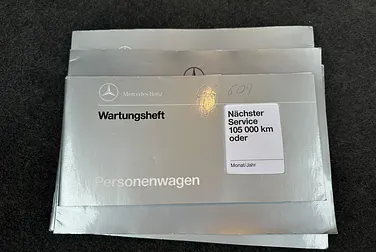 Mercedes-Benz
Wartungsheft
Nächster
Service
105 000 km
oder
Monat/Jahr
Personenwagen